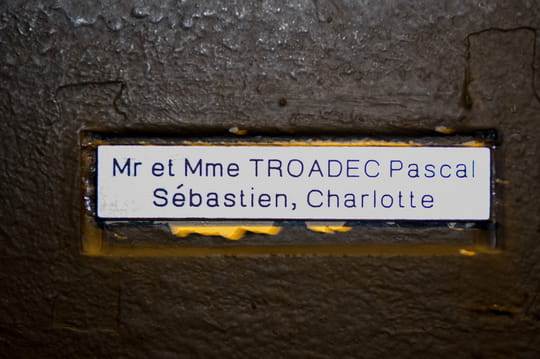 Mr et Mme TROADEC Pascal
Sébastien, Charlotte